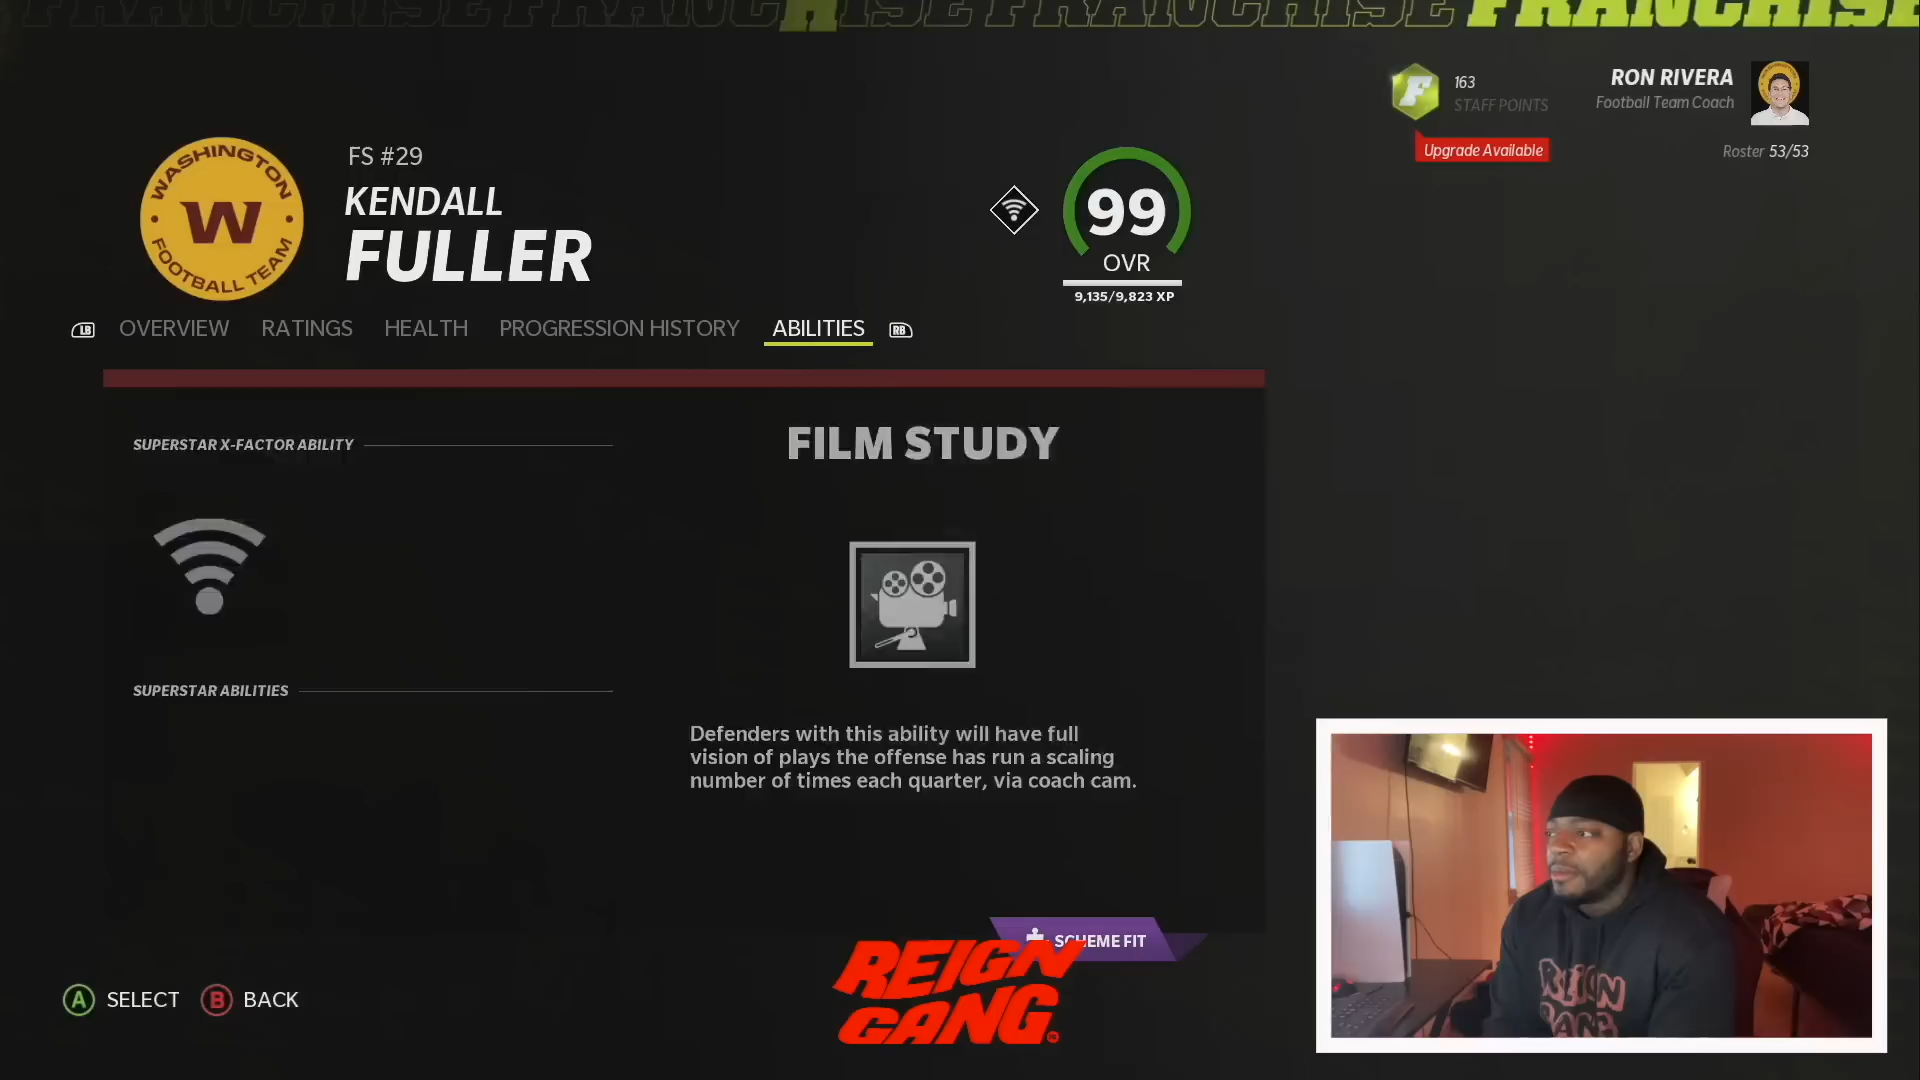 FRANCHISE FRANCHISE FRANCHISE FRANCHISE
163
STAFF POINTS
Upgrade Available
RON RIVERA
Football Team Coach
Roster 53/53
WASHINGTON
W
FOOTBALL TEAM
FS #29
KENDALL
FULLER
99
OVR
9,135/9,823 XP
LB OVERVIEW RATINGS HEALTH PROGRESSION HISTORY ABILITIES RB
SUPERSTAR X-FACTOR ABILITY
SUPERSTAR ABILITIES
FILM STUDY
Defenders with this ability will have full
vision of plays the offense has run a scaling
number of times each quarter, via coach cam.
SCHEME FIT
REIGN
GANG
A SELECT B BACK
REIGN
GANG